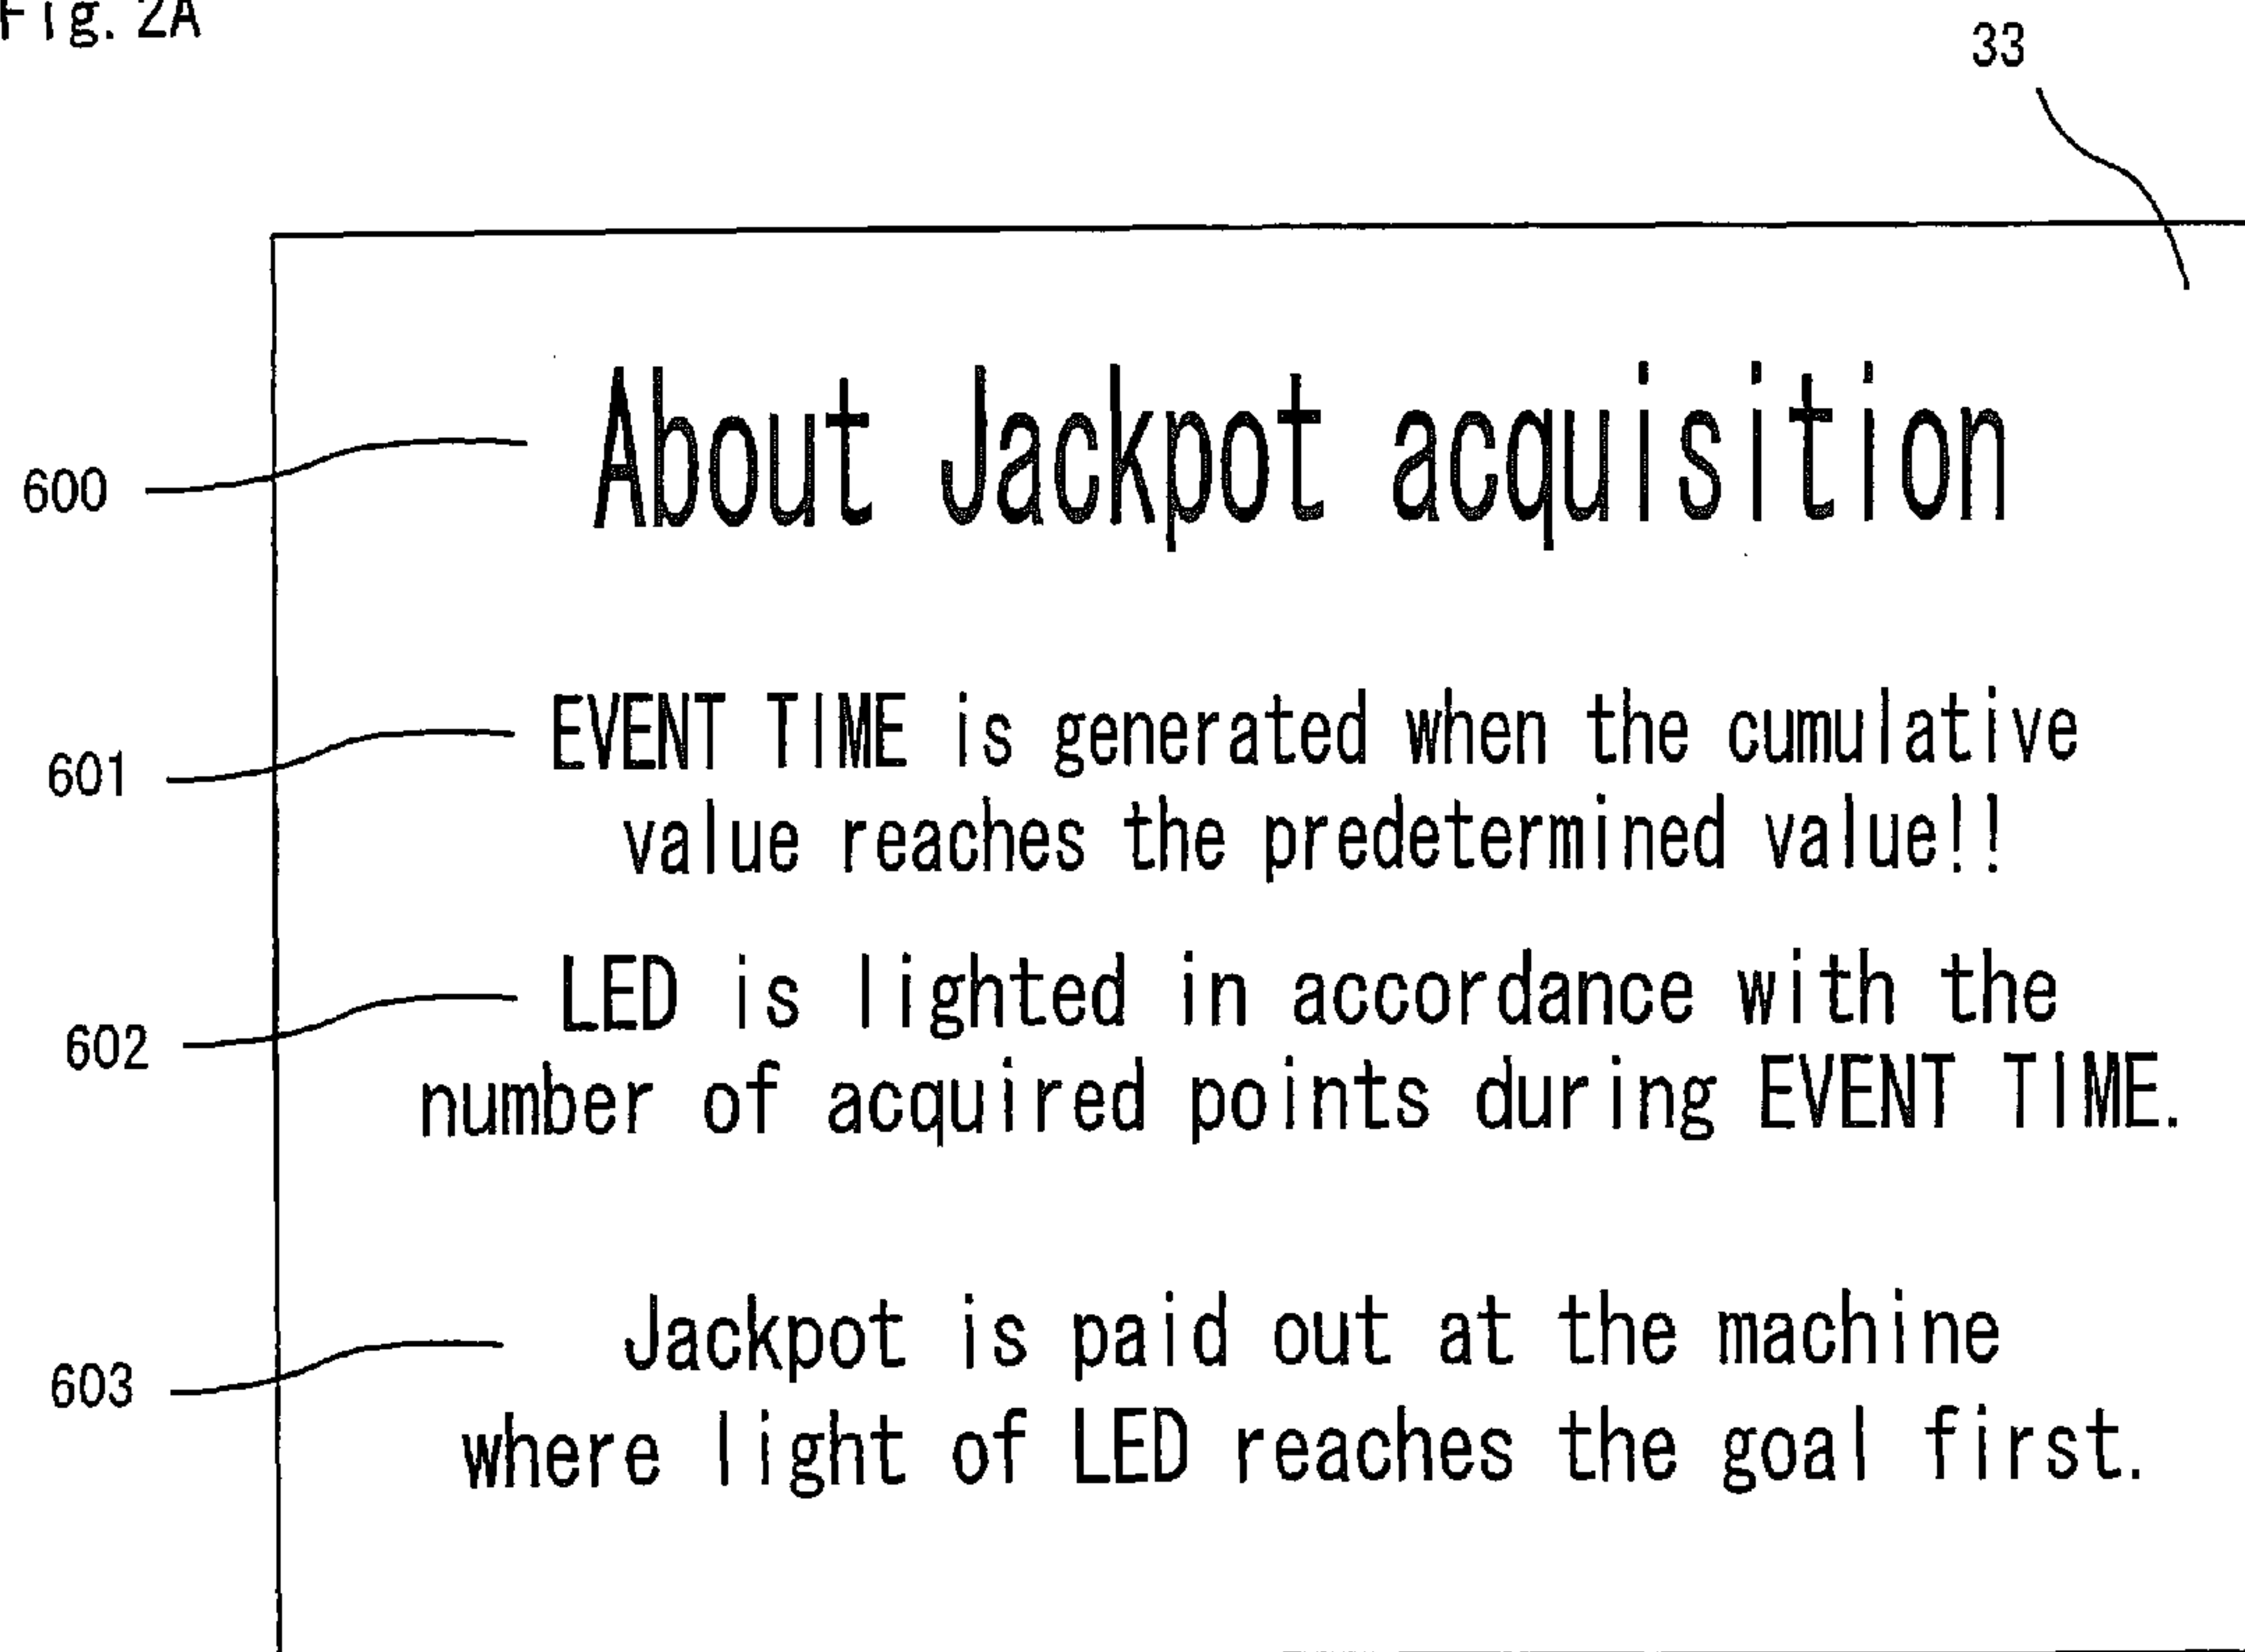 Fig. 2A
33
600
About Jackpot acquisition
601
EVENT TIME is generated when the cumulative
value reaches the predetermined value!!
602
LED is lighted in accordance with the
number of acquired points during EVENT TIME.
603
Jackpot is paid out at the machine
where light of LED reaches the goal first.